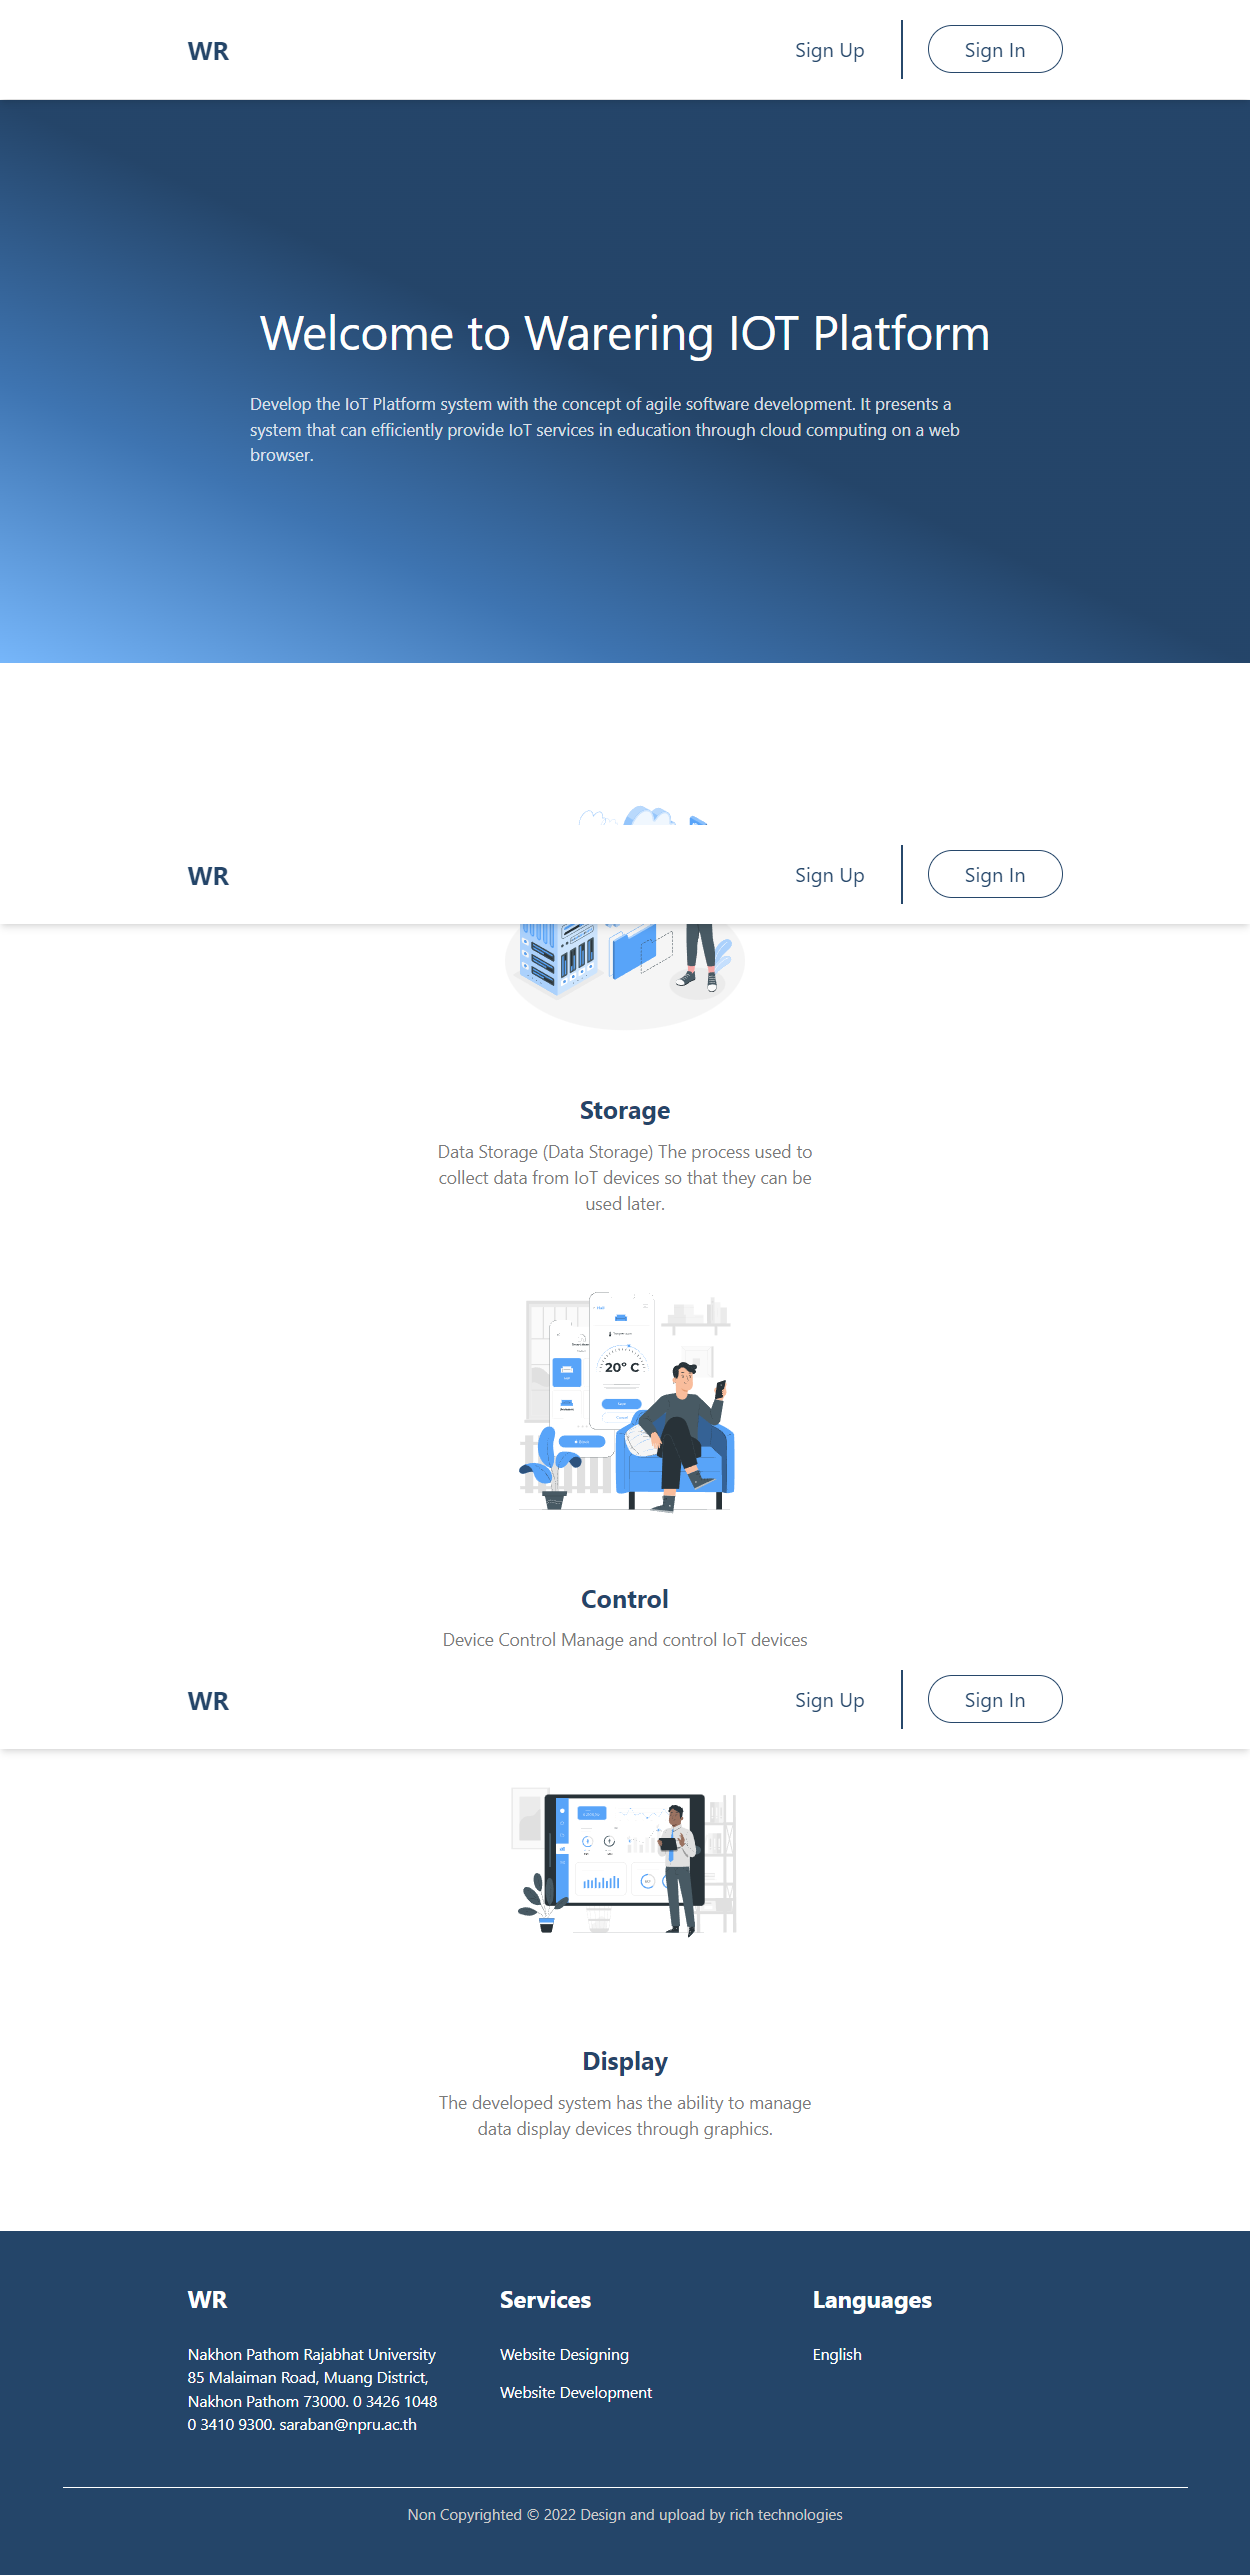 WR
Sign Up
Sign In
Welcome to Warering IOT Platform
Develop the IoT Platform system with the concept of agile software development. It presents a
system that can efficiently provide IoT services in education through cloud computing on a web
browser.
WR
Sign Up
Sign In
Storage
Data Storage (Data Storage) The process used to
collect data from IoT devices so that they can be
used later.
20° C
Control
Device Control Manage and control IoT devices
WR
Sign Up
Sign In
Display
The developed system has the ability to manage
data display devices through graphics.
WR
Nakhon Pathom Rajabhat University
85 Malaiman Road, Muang District,
Nakhon Pathom 73000. 0 3426 1048
0 3410 9300. saraban@npru.ac.th
Services
Website Designing
Website Development
Languages
English
Non Copyrighted © 2022 Design and upload by rich technologies